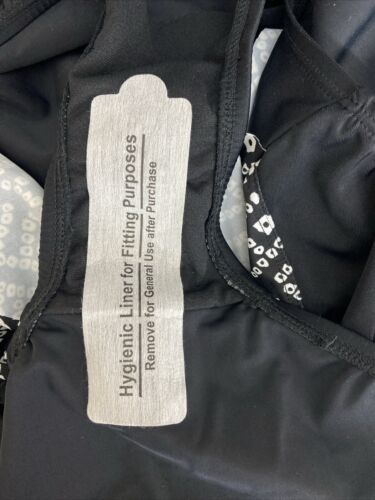 Hygienic Liner for Fitting Purposes
Remove for General Use after Purchase